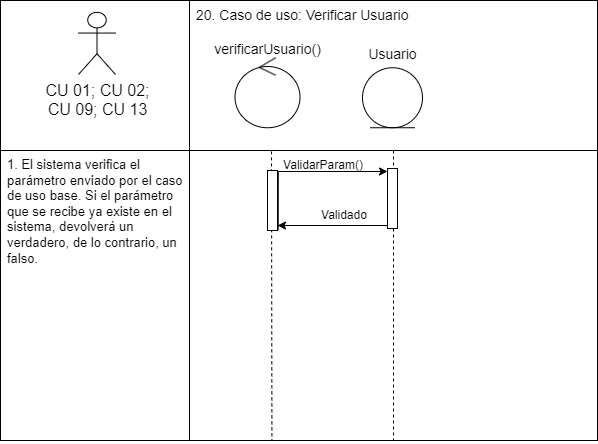 20. Caso de uso: Verificar Usuario
verificarUsuario()
Usuario
CU 01; CU 02;
CU 09; CU 13
1. El sistema verifica el
parámetro enviado por el caso
de uso base. Si el parámetro
que se recibe ya existe en el
sistema, devolverá un
verdadero, de lo contrario, un
falso.
ValidarParam()
Validado